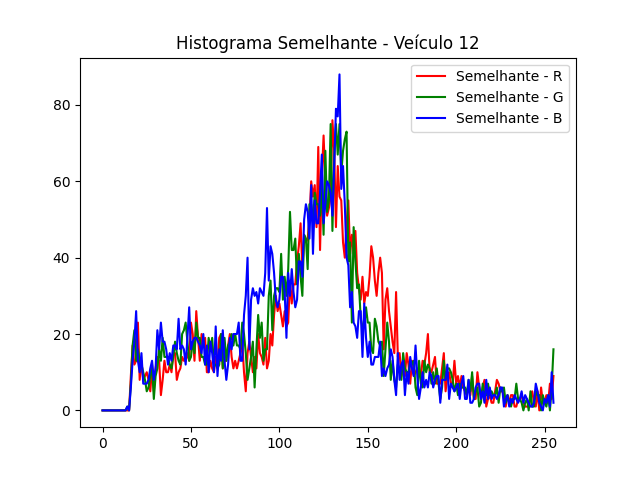 Histograma Semelhante - Veículo 12
Semelhante - R
Semelhante - G
Semelhante - B
80
60
40
20
0
0 50 100 150 200 250